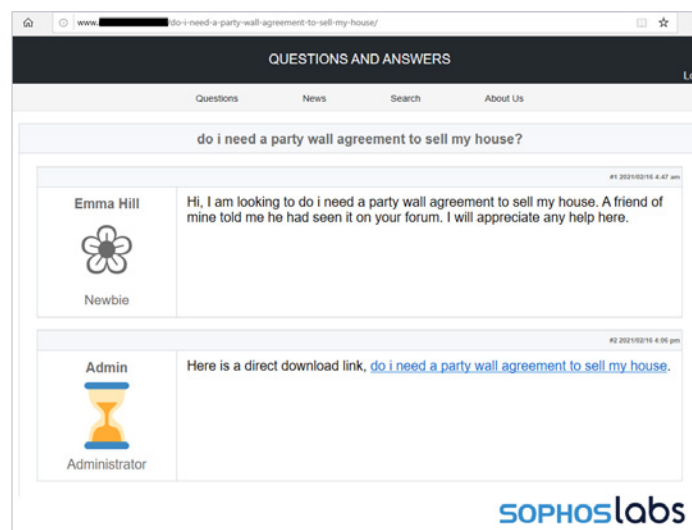 www. /do-i-need-a-party-wall-agreement-to-sell-my-house/
QUESTIONS AND ANSWERS
Lo
Questions News Search About Us
do i need a party wall agreement to sell my house?
#1 2021/02/16 4:47 am
Emma Hill
Newbie
Hi, I am looking to do i need a party wall agreement to sell my house. A friend of
mine told me he had seen it on your forum. I will appreciate any help here.
#2 2021/02/16 4:06 pm
Admin
Administrator
Here is a direct download link, do i need a party wall agreement to sell my house.
SOPHOSlabs